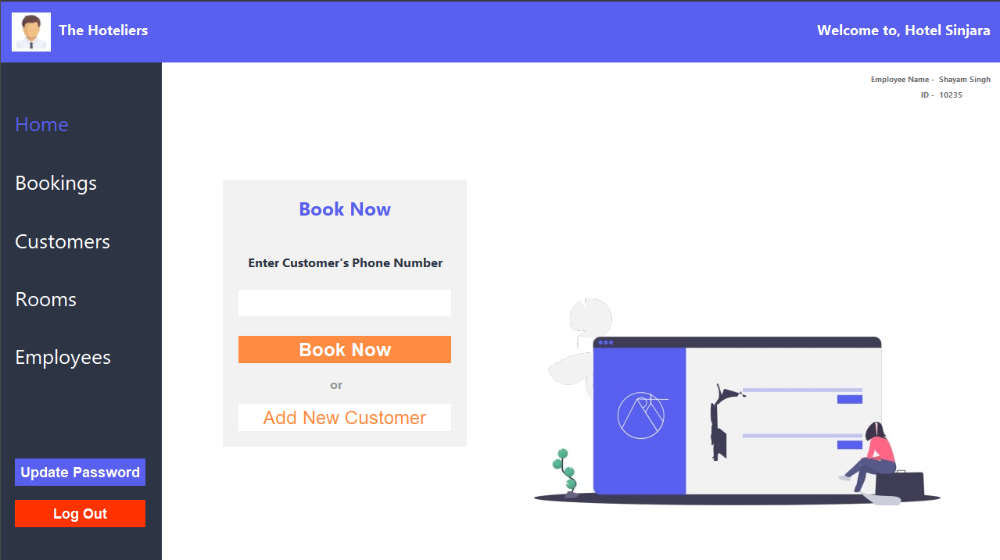 The Hoteliers
Welcome to, Hotel Sinjara
Employee Name - Shayam Singh
ID - 10235
Home
Bookings
Customers
Rooms
Employees
Update Password
Log Out
Book Now
Enter Customer's Phone Number
Book Now
or
Add New Customer